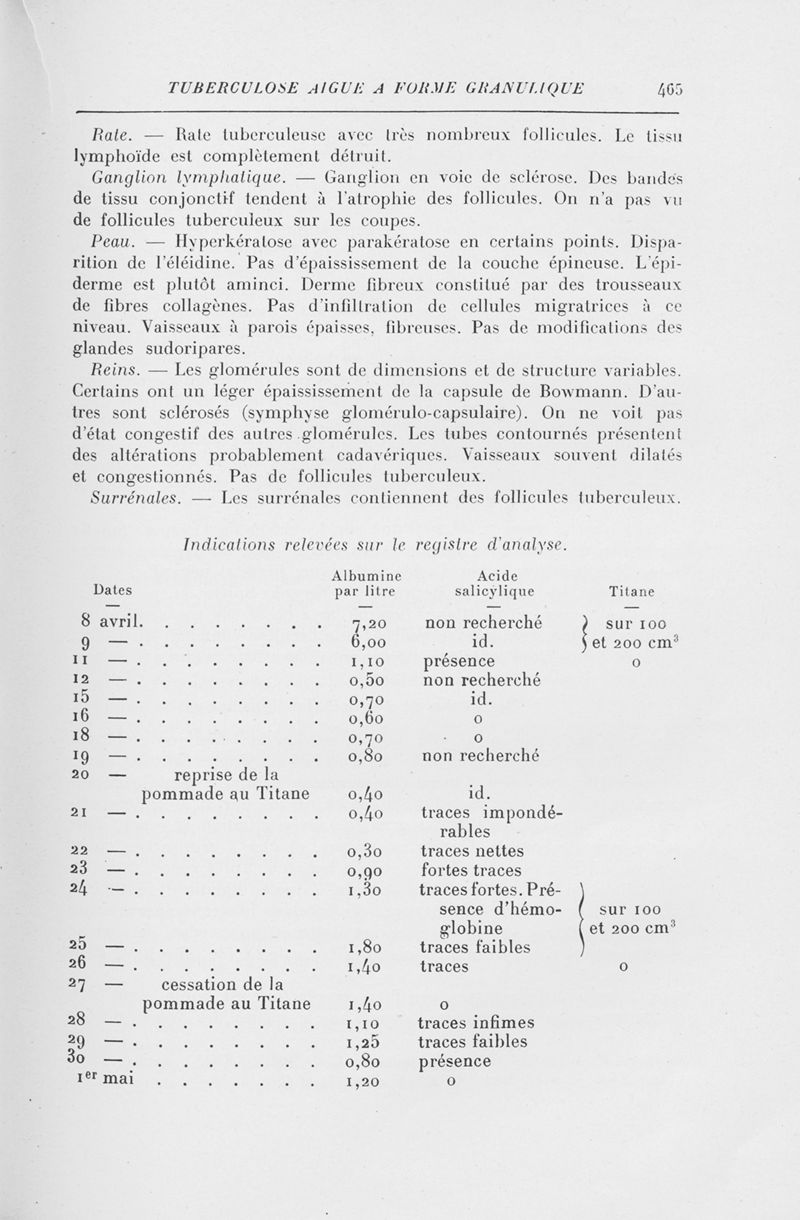 TUBERCULOSE AIGUE A FORME GRANULIQUE 465
Rate. — Rate tuberculeuse avec très nombreux follicules. Le tissu
lymphoïde est complètement détruit.
Ganglion lymphatique. — Ganglion en voie de sclérose. Des bandes
de tissu conjonctif tendent à l'atrophie des follicules. On n'a pas vu
de follicules tuberculeux sur les coupes.
Peau. — Hyperkératose avec parakératose en certains points. Dispa-
rition de l'éléidine. Pas d'épaississement de la couche épineuse. L'épi-
derme est plutôt aminci. Derme fibreux constitué par des trousseaux
de fibres collagènes. Pas d'infiltration de cellules migratrices à ce
niveau. Vaisseaux à parois épaisses, fibreuses. Pas de modifications des
glandes sudoripares.
Reins. — Les glomérules sont de dimensions et de structure variables.
Certains ont un léger épaississement de la capsule de Bowmann. D'au-
tres sont sclérosés (symphyse glomérulo-capsulaire). On ne voit pas
d'état congestif des autres glomérules. Les tubes contournés présentent
des altérations probablement cadavériques. Vaisseaux souvent dilatés
et congestionnés. Pas de follicules tuberculeux.
Surrénales. — Les surrénales contiennent des follicules tuberculeux.
Indications relevées sur le registre d'analyse.
Albumine Acide
Dates par litre salicylique Titane
8 avril. . . . . . . . 7,20 non recherché } sur 100
9 — . . . . . . . . 6,00 id. } et 200 cm³
11 — . . . . . . . . 1,10 présence 0
12 — . . . . . . . . 0,50 non recherché
15 — . . . . . . . . 0,70 id.
16 — . . . . . . . . 0,60 0
18 — . . . . . . . . 0,70 0
19 — . . . . . . . . 0,80 non recherché
20 — reprise de la
pommade au Titane 0,40 id.
21 — . . . . . . . . 0,40 traces impondé-
rables
22 — . . . . . . . . 0,30 traces nettes
23 — . . . . . . . . 0,90 fortes traces
24 — . . . . . . . . 1,30 traces fortes. Pré-
sence d'hémo- } sur 100
globine } et 200 cm³
25 — . . . . . . . . 1,80 traces faibles
26 — . . . . . . . . 1,40 traces 0
27 — cessation de la
pommade au Titane 1,40 0
28 — . . . . . . . . 1,10 traces infimes
29 — . . . . . . . . 1,25 traces faibles
30 — . . . . . . . . 0,80 présence
1er mai . . . . . . . 1,20 0